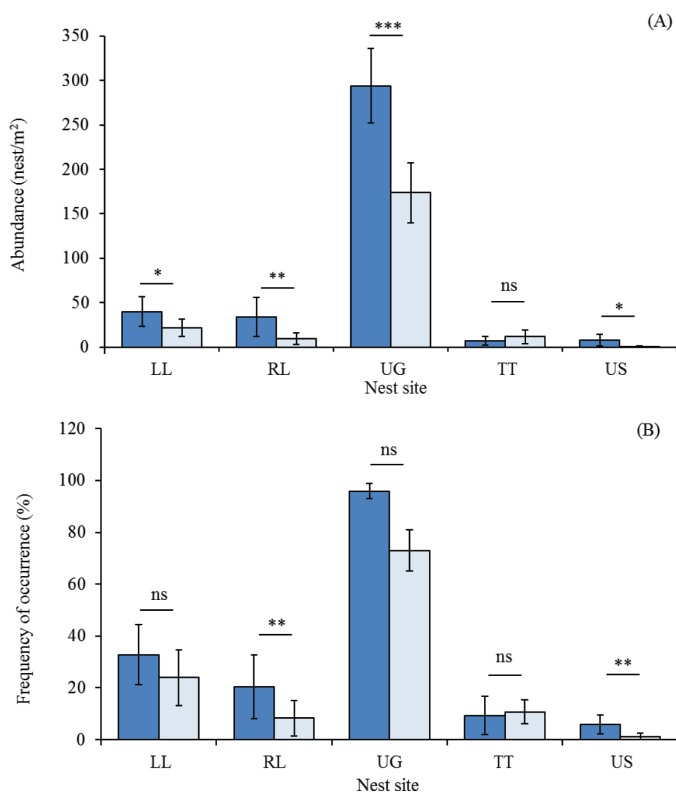 (A)
Abundance (nest/m²)
350
300
250
200
150
100
50
0
*
**
***
ns
*
LL RL UG TT US
Nest site
(B)
Frequency of occurrence (%)
120
100
80
60
40
20
0
ns
**
ns
ns
**
LL RL UG TT US
Nest site